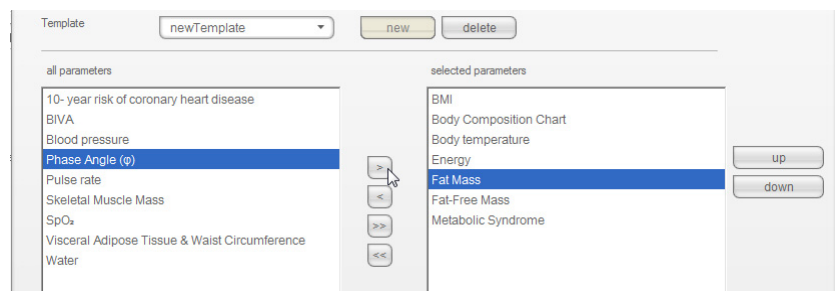 Template newTemplate new delete
all parameters
10- year risk of coronary heart disease
BIVA
Blood pressure
Phase Angle (φ)
Pulse rate
Skeletal Muscle Mass
SpO₂
Visceral Adipose Tissue & Waist Circumference
Water
>
<
>>
<<
selected parameters
BMI
Body Composition Chart
Body temperature
Energy
Fat Mass
Fat-Free Mass
Metabolic Syndrome
up
down